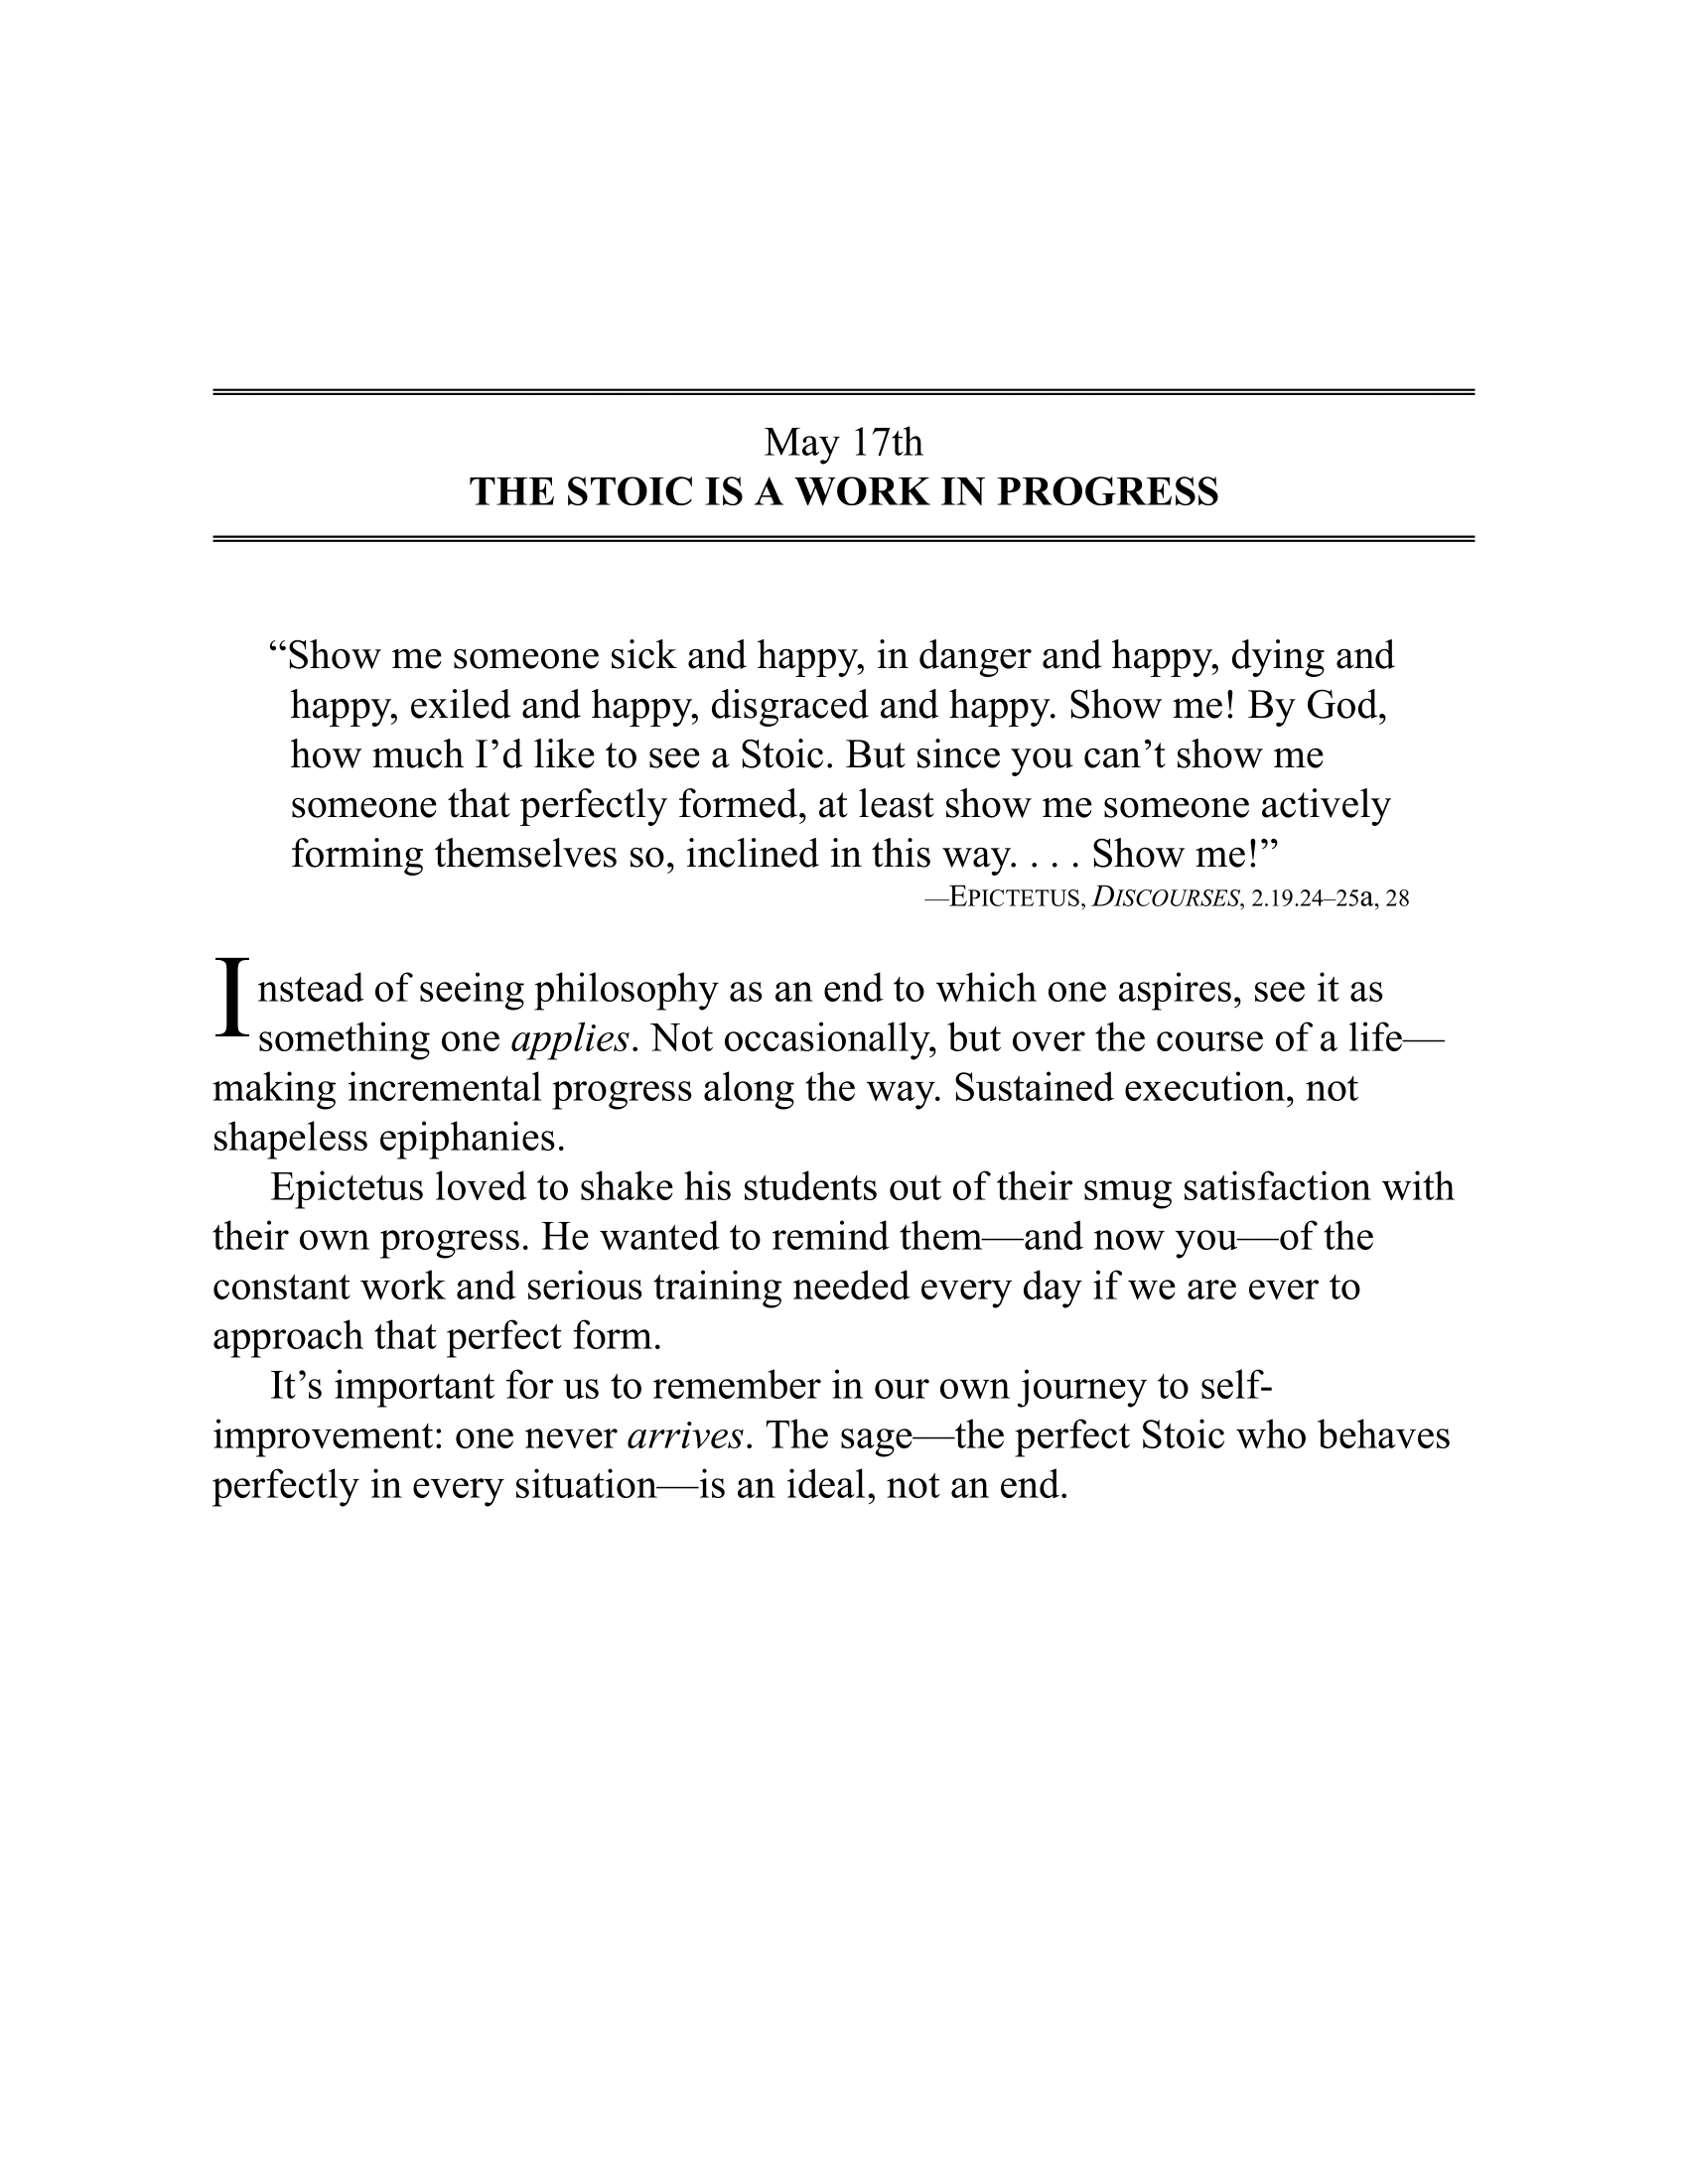 May 17th
THE STOIC IS A WORK IN PROGRESS
“Show me someone sick and happy, in danger and happy, dying and
happy, exiled and happy, disgraced and happy. Show me! By God,
how much I’d like to see a Stoic. But since you can’t show me
someone that perfectly formed, at least show me someone actively
forming themselves so, inclined in this way. . . . Show me!”
—EPICTETUS, DISCOURSES, 2.19.24–25a, 28
Instead of seeing philosophy as an end to which one aspires, see it as
something one applies. Not occasionally, but over the course of a life—
making incremental progress along the way. Sustained execution, not
shapeless epiphanies.
Epictetus loved to shake his students out of their smug satisfaction with
their own progress. He wanted to remind them—and now you—of the
constant work and serious training needed every day if we are ever to
approach that perfect form.
It’s important for us to remember in our own journey to self-
improvement: one never arrives. The sage—the perfect Stoic who behaves
perfectly in every situation—is an ideal, not an end.